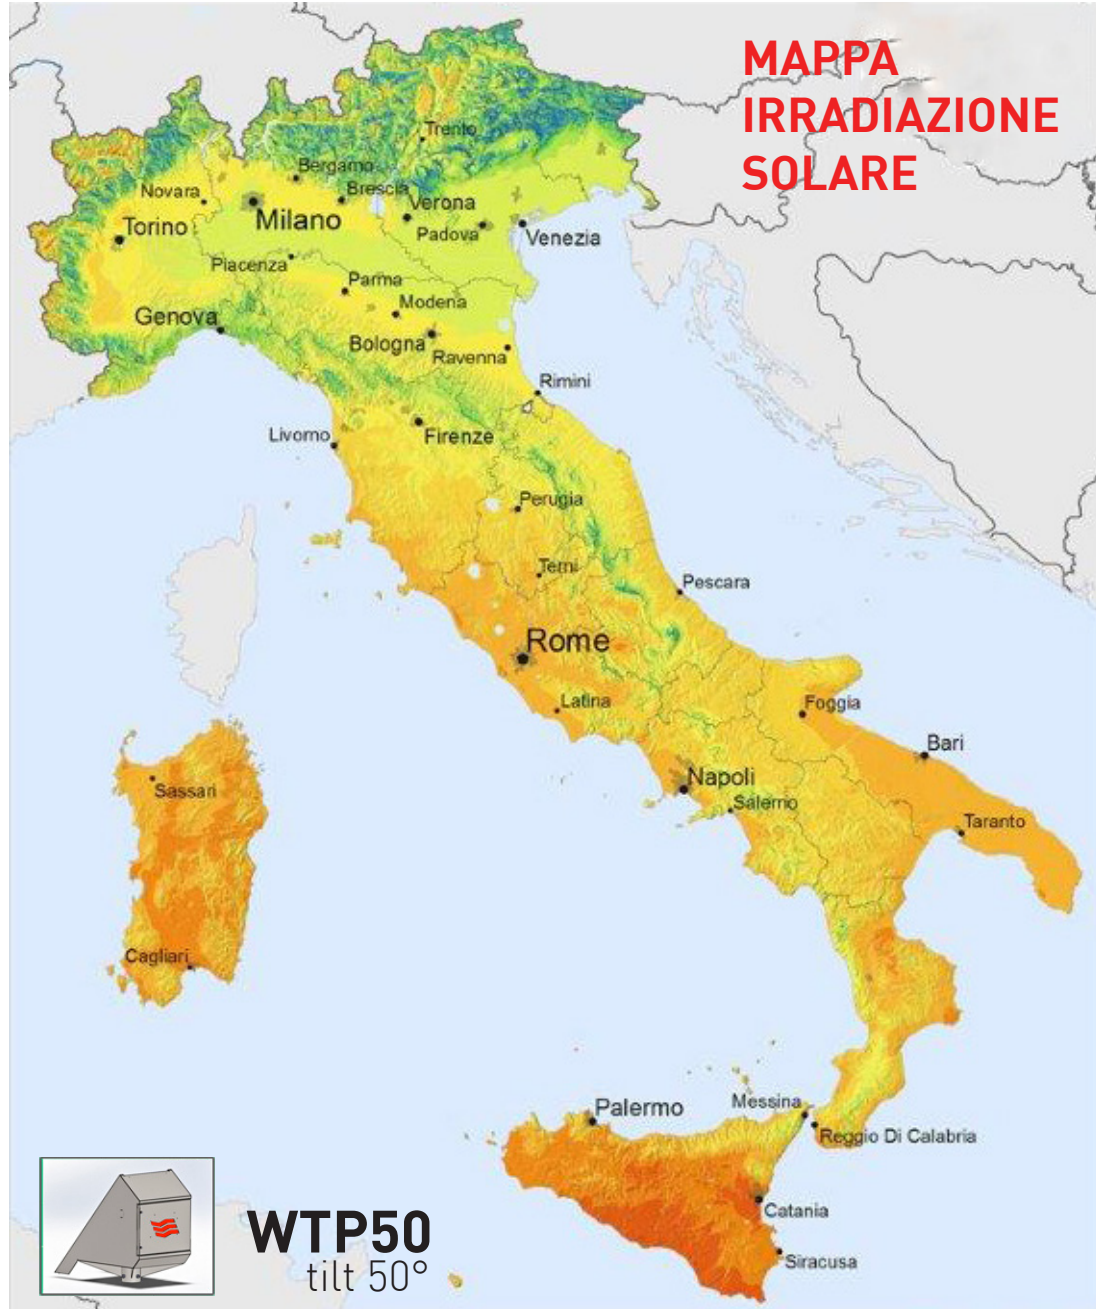 MAPPA
IRRADIAZIONE
SOLARE
Trento
Bergamo
Novara
Brescia
Verona
Milano
Torino
Padova
Venezia
Piacenza
Parma
Modena
Genova
Bologna
Ravenna
Rimini
Livorno
Firenze
Perugia
Terni
Pescara
Rome
Latina
Foggia
Bari
Napoli
Sassari
Salerno
Taranto
Cagliari
Palermo
Messina
Reggio Di Calabria
Catania
Siracusa
WTP50
tilt 50°